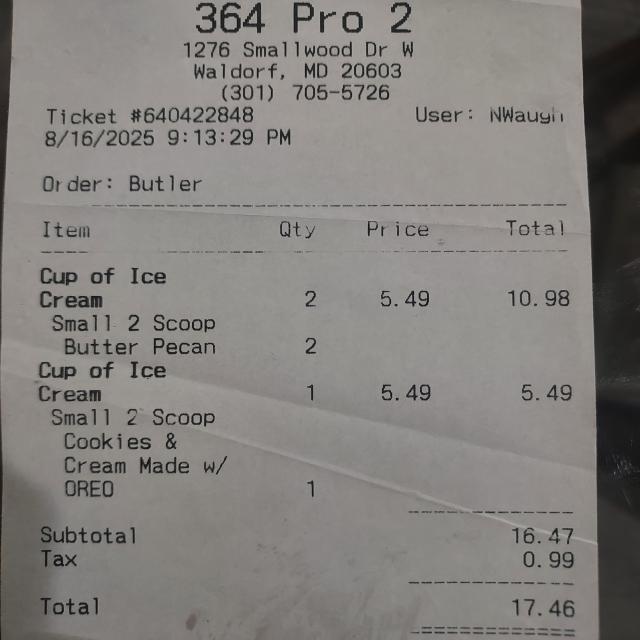 364 Pro 2
1276 Smallwood Dr W
Waldorf, MD 20603
(301) 705-5726
Ticket #640422848 User: NWaugh
8/16/2025 9:13:29 PM
Order: Butler
Item Qty Price Total
Cup of Ice
Cream 2 5.49 10.98
Small 2 Scoop
Butter Pecan 2
Cup of Ice
Cream 1 5.49 5.49
Small 2 Scoop
Cookies &
Cream Made w/
OREO 1
Subtotal 16.47
Tax 0.99
Total 17.46